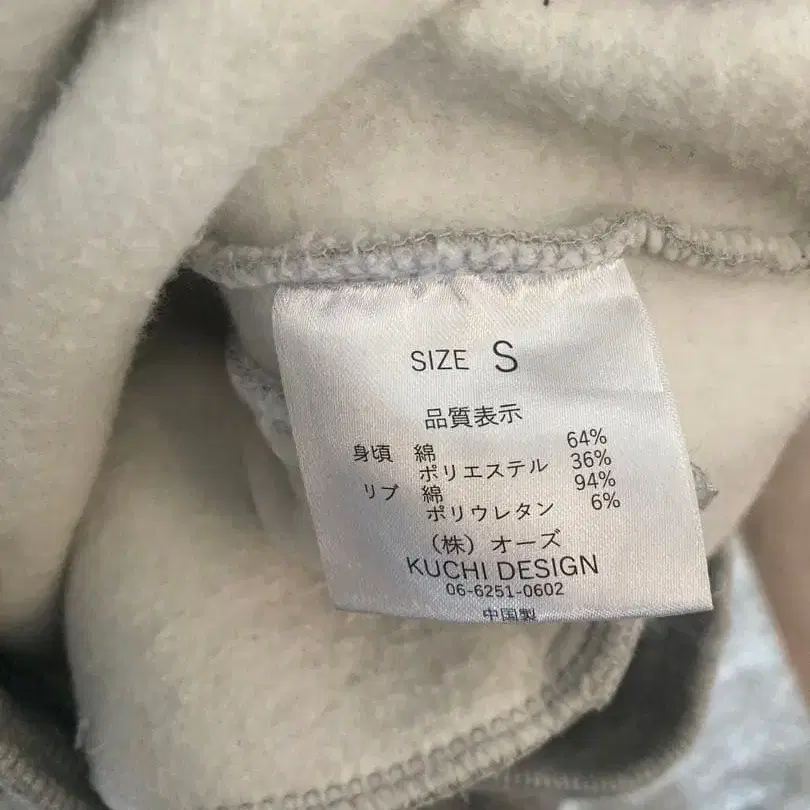 SIZE S
品質表示
身頃 綿 64%
ポリエステル 36%
リブ 綿 94%
ポリウレタン 6%
(株) オーズ
KUCHI DESIGN
06-6251-0602
中国製